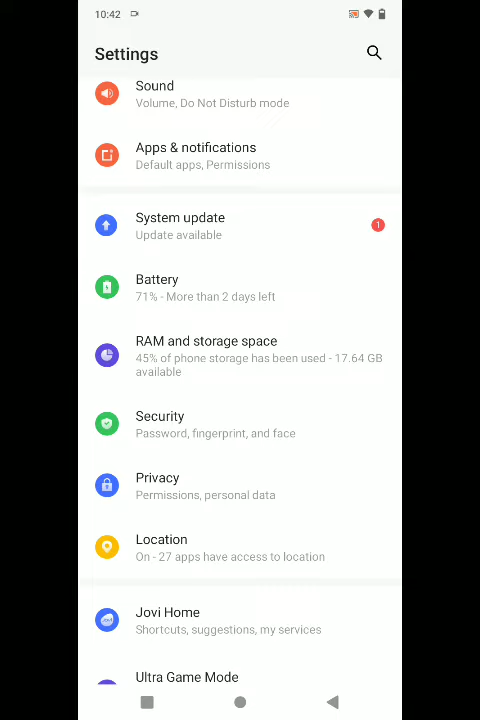 10:42
Settings
Sound
Volume, Do Not Disturb mode
Apps & notifications
Default apps, Permissions
System update
Update available
1
Battery
71% - More than 2 days left
RAM and storage space
45% of phone storage has been used - 17.64 GB
available
Security
Password, fingerprint, and face
Privacy
Permissions, personal data
Location
On - 27 apps have access to location
Jovi Home
Shortcuts, suggestions, my services
Ultra Game Mode